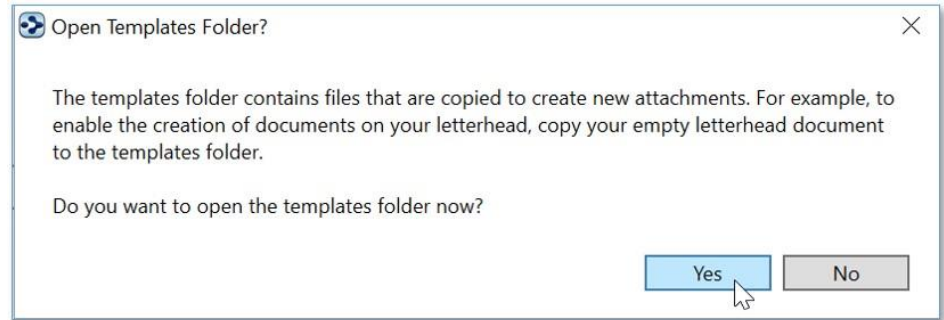 Open Templates Folder?
The templates folder contains files that are copied to create new attachments. For example, to
enable the creation of documents on your letterhead, copy your empty letterhead document
to the templates folder.
Do you want to open the templates folder now?
Yes
No